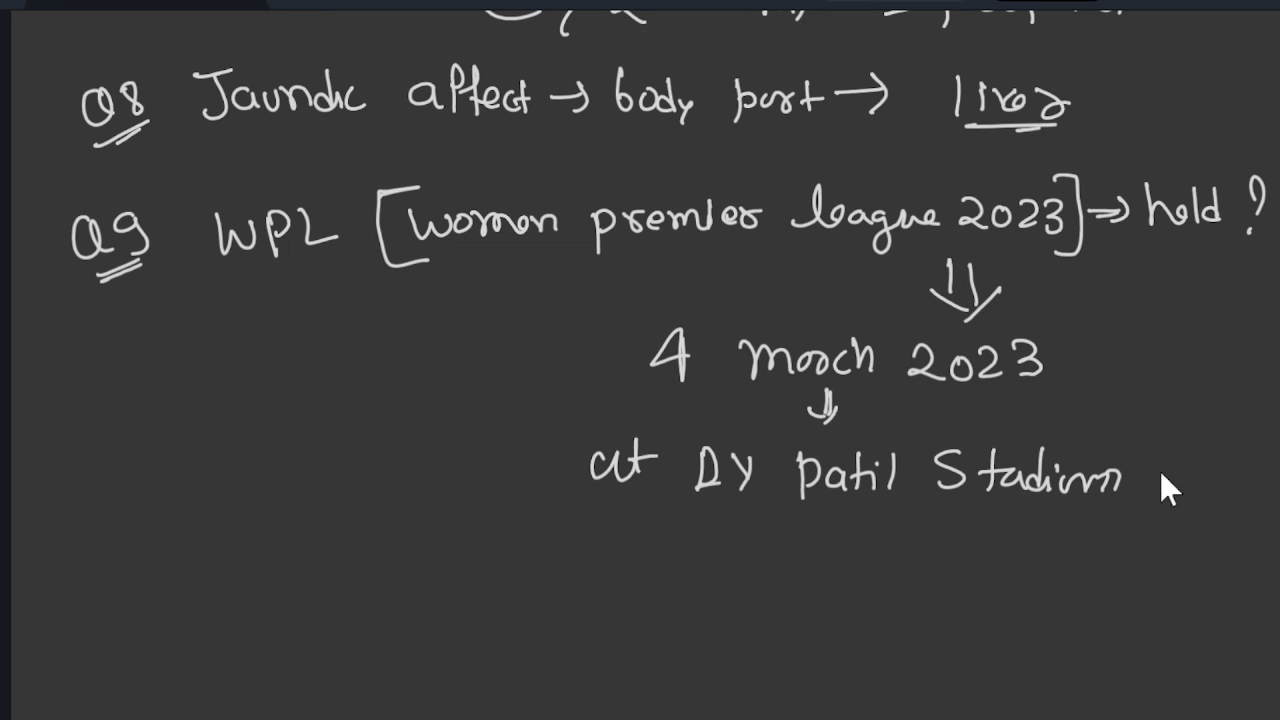 Q8 Jaundic affect → body part → liver
Q9 WPL [women premier league 2023] → held ?
4 march 2023
at DY patil Stadium